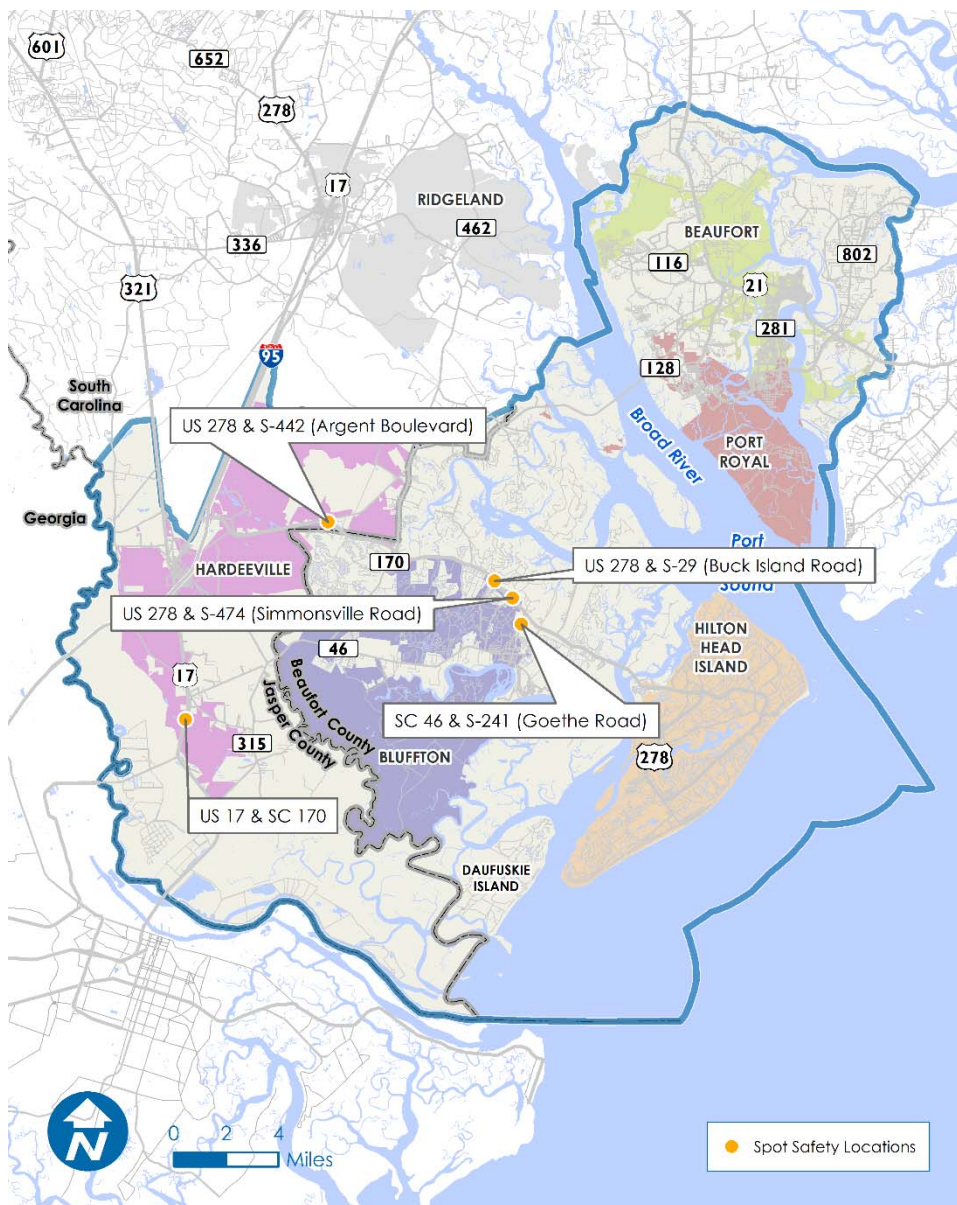 601
652
278
17
RIDGELAND
462
336
321
BEAUFORT
116
802
21
281
128
95
South
Carolina
Georgia
US 278 & S-442 (Argent Boulevard)
Broad River
PORT
ROYAL
Port
Sound
HARDEEVILLE
170
US 278 & S-29 (Buck Island Road)
US 278 & S-474 (Simmonsville Road)
HILTON
HEAD
ISLAND
46
17
Beaufort County
Jasper County
SC 46 & S-241 (Goethe Road)
315
BLUFFTON
278
US 17 & SC 170
DAUFUSKIE
ISLAND
N
0 2 4
Miles
Spot Safety Locations